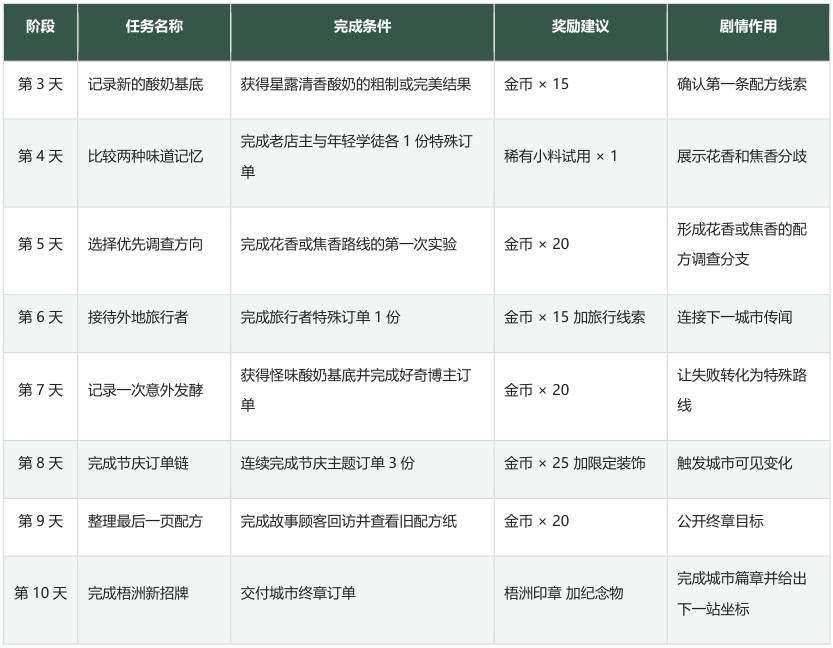 阶段 任务名称 完成条件 奖励建议 剧情作用
第 3 天 记录新的酸奶基底 获得星露清香酸奶的粗制或完美结果 金币 × 15 确认第一条配方线索
第 4 天 比较两种味道记忆 完成老店主与年轻学徒各 1 份特殊订
单 稀有小料试用 × 1 展示花香和焦香分歧
第 5 天 选择优先调查方向 完成花香或焦香路线的第一次实验 金币 × 20 形成花香或焦香的配
方调查分支
第 6 天 接待外地旅行者 完成旅行者特殊订单 1 份 金币 × 15 加旅行线索 连接下一城市传闻
第 7 天 记录一次意外发酵 获得怪味酸奶基底并完成好奇博主订
单 金币 × 20 让失败转化为特殊路
线
第 8 天 完成节庆订单链 连续完成节庆主题订单 3 份 金币 × 25 加限定装饰 触发城市可见变化
第 9 天 整理最后一页配方 完成故事顾客回访并查看旧配方纸 金币 × 20 公开终章目标
第 10 天 完成梧洲新招牌 交付城市终章订单 梧洲印章 加纪念物 完成城市篇章并给出
下一站坐标